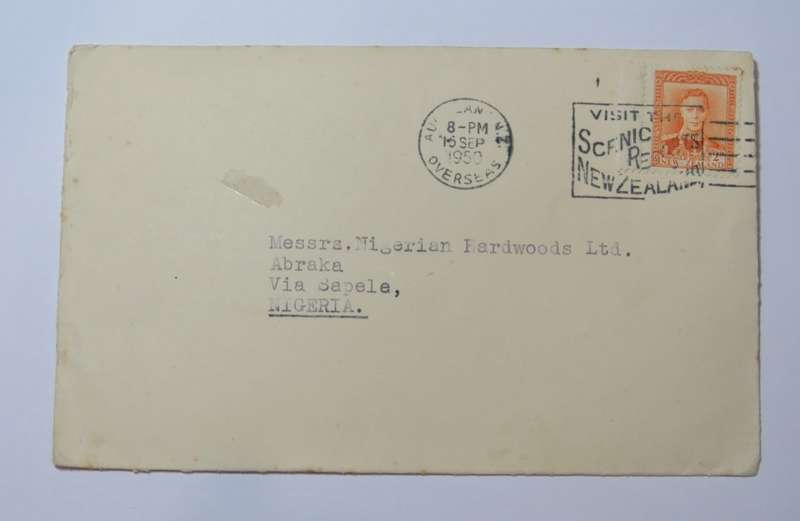 8-PM
15 SEP
1950
OVERSEAS
VISIT THE
SCENIC
NEW ZEALAND
Messrs. Nigerian Hardwoods Ltd.
Abraka
Via Sapele,
NIGERIA.